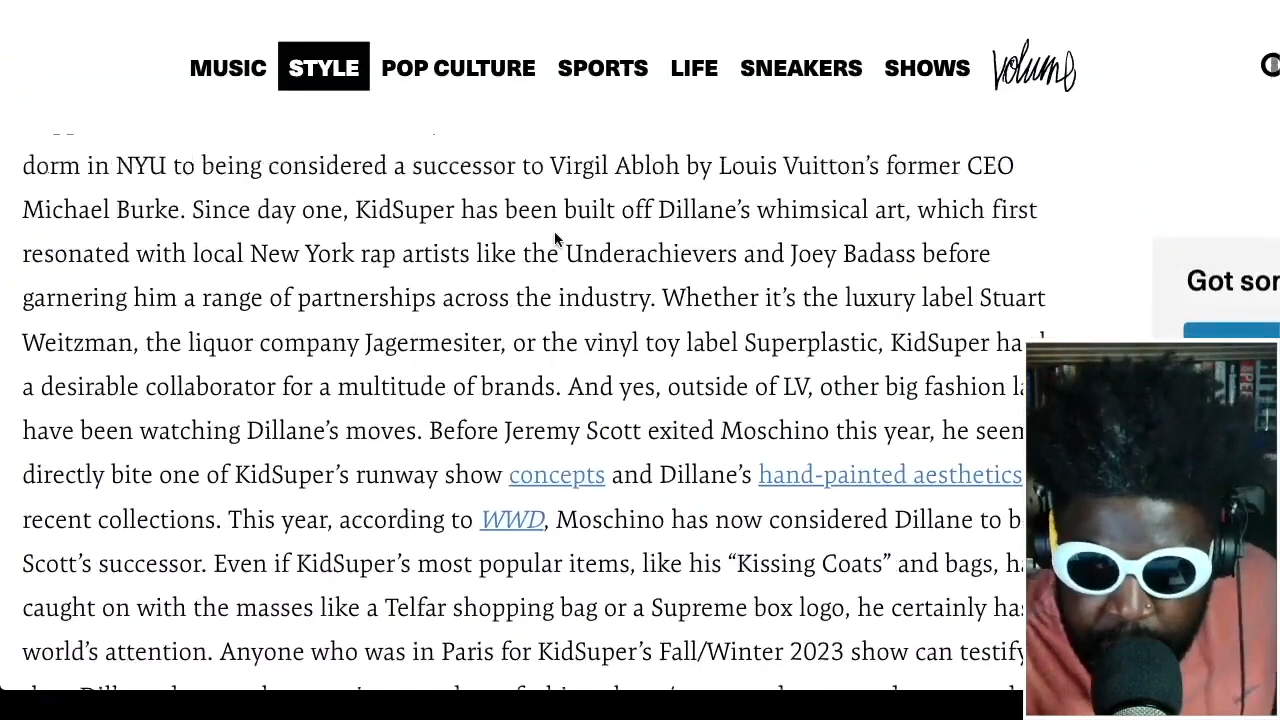 MUSIC STYLE POP CULTURE SPORTS LIFE SNEAKERS SHOWS Volume
dorm in NYU to being considered a successor to Virgil Abloh by Louis Vuitton’s former CEO
Michael Burke. Since day one, KidSuper has been built off Dillane’s whimsical art, which first
resonated with local New York rap artists like the Underachievers and Joey Badass before
garnering him a range of partnerships across the industry. Whether it’s the luxury label Stuart
Weitzman, the liquor company Jagermesiter, or the vinyl toy label Superplastic, KidSuper ha
a desirable collaborator for a multitude of brands. And yes, outside of LV, other big fashion la
have been watching Dillane’s moves. Before Jeremy Scott exited Moschino this year, he seem
directly bite one of KidSuper’s runway show concepts and Dillane’s hand-painted aesthetics
recent collections. This year, according to WWD, Moschino has now considered Dillane to b
Scott’s successor. Even if KidSuper’s most popular items, like his “Kissing Coats” and bags, ha
caught on with the masses like a Telfar shopping bag or a Supreme box logo, he certainly has
world’s attention. Anyone who was in Paris for KidSuper’s Fall/Winter 2023 show can testify
Got sor